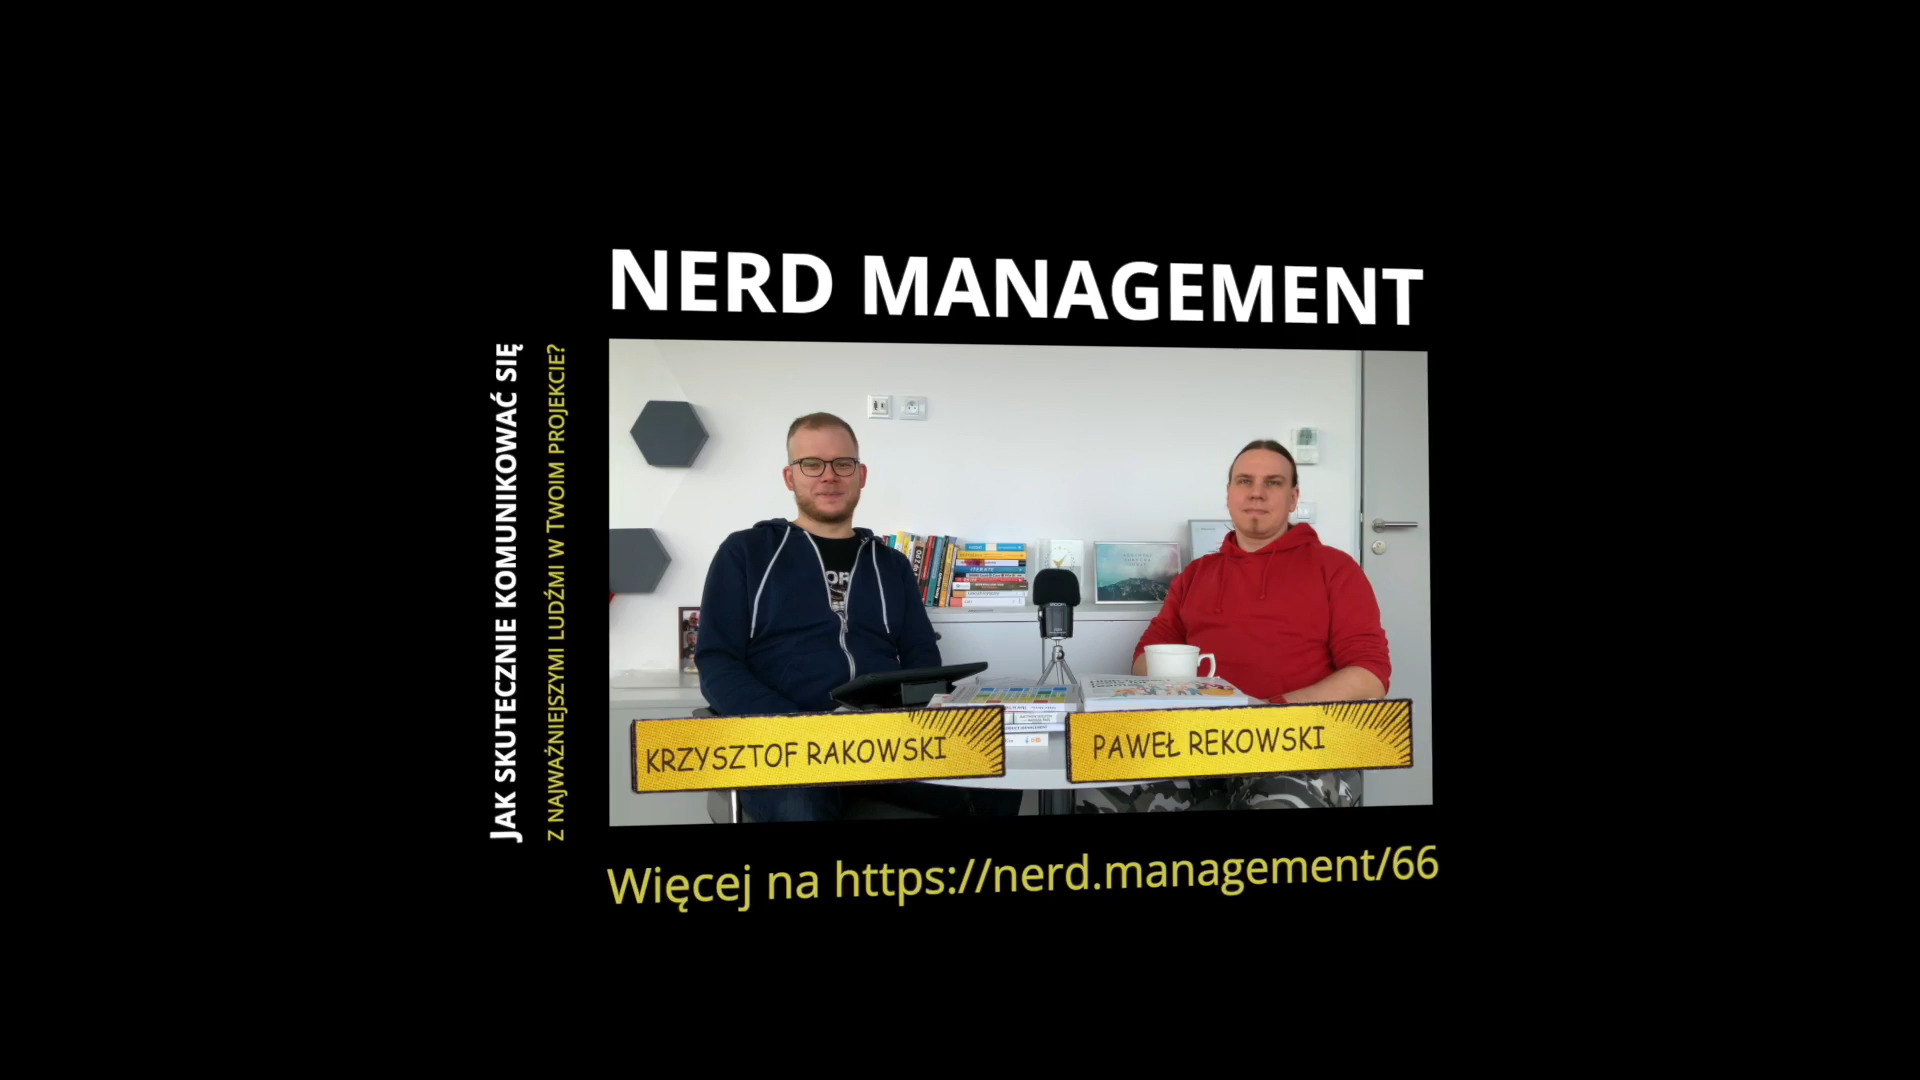 NERD MANAGEMENT
JAK SKUTECZNIE KOMUNIKOWAĆ SIĘ
Z NAJWAŻNIEJSZYMI LUDŹMI W TWOIM PROJEKCIE?
ITERATE
KRZYSZTOF RAKOWSKI
PAWEŁ REKOWSKI
Więcej na https://nerd.management/66